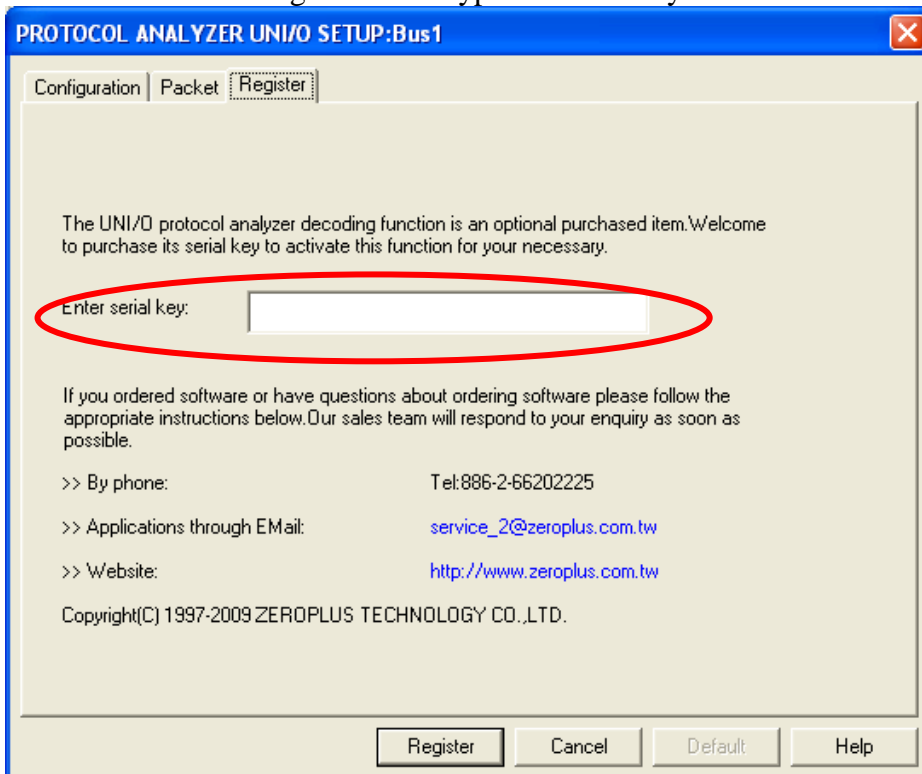 PROTOCOL ANALYZER UNI/O SETUP:Bus1
Configuration Packet Register
The UNI/O protocol analyzer decoding function is an optional purchased item.Welcome
to purchase its serial key to activate this function for your necessary.
Enter serial key:
If you ordered software or have questions about ordering software please follow the
appropriate instructions below.Our sales team will respond to your enquiry as soon as
possible.
>> By phone: Tel:886-2-66202225
>> Applications through EMail: service_2@zeroplus.com.tw
>> Website: http://www.zeroplus.com.tw
Copyright(C) 1997-2009 ZEROPLUS TECHNOLOGY CO.,LTD.
Register Cancel Default Help